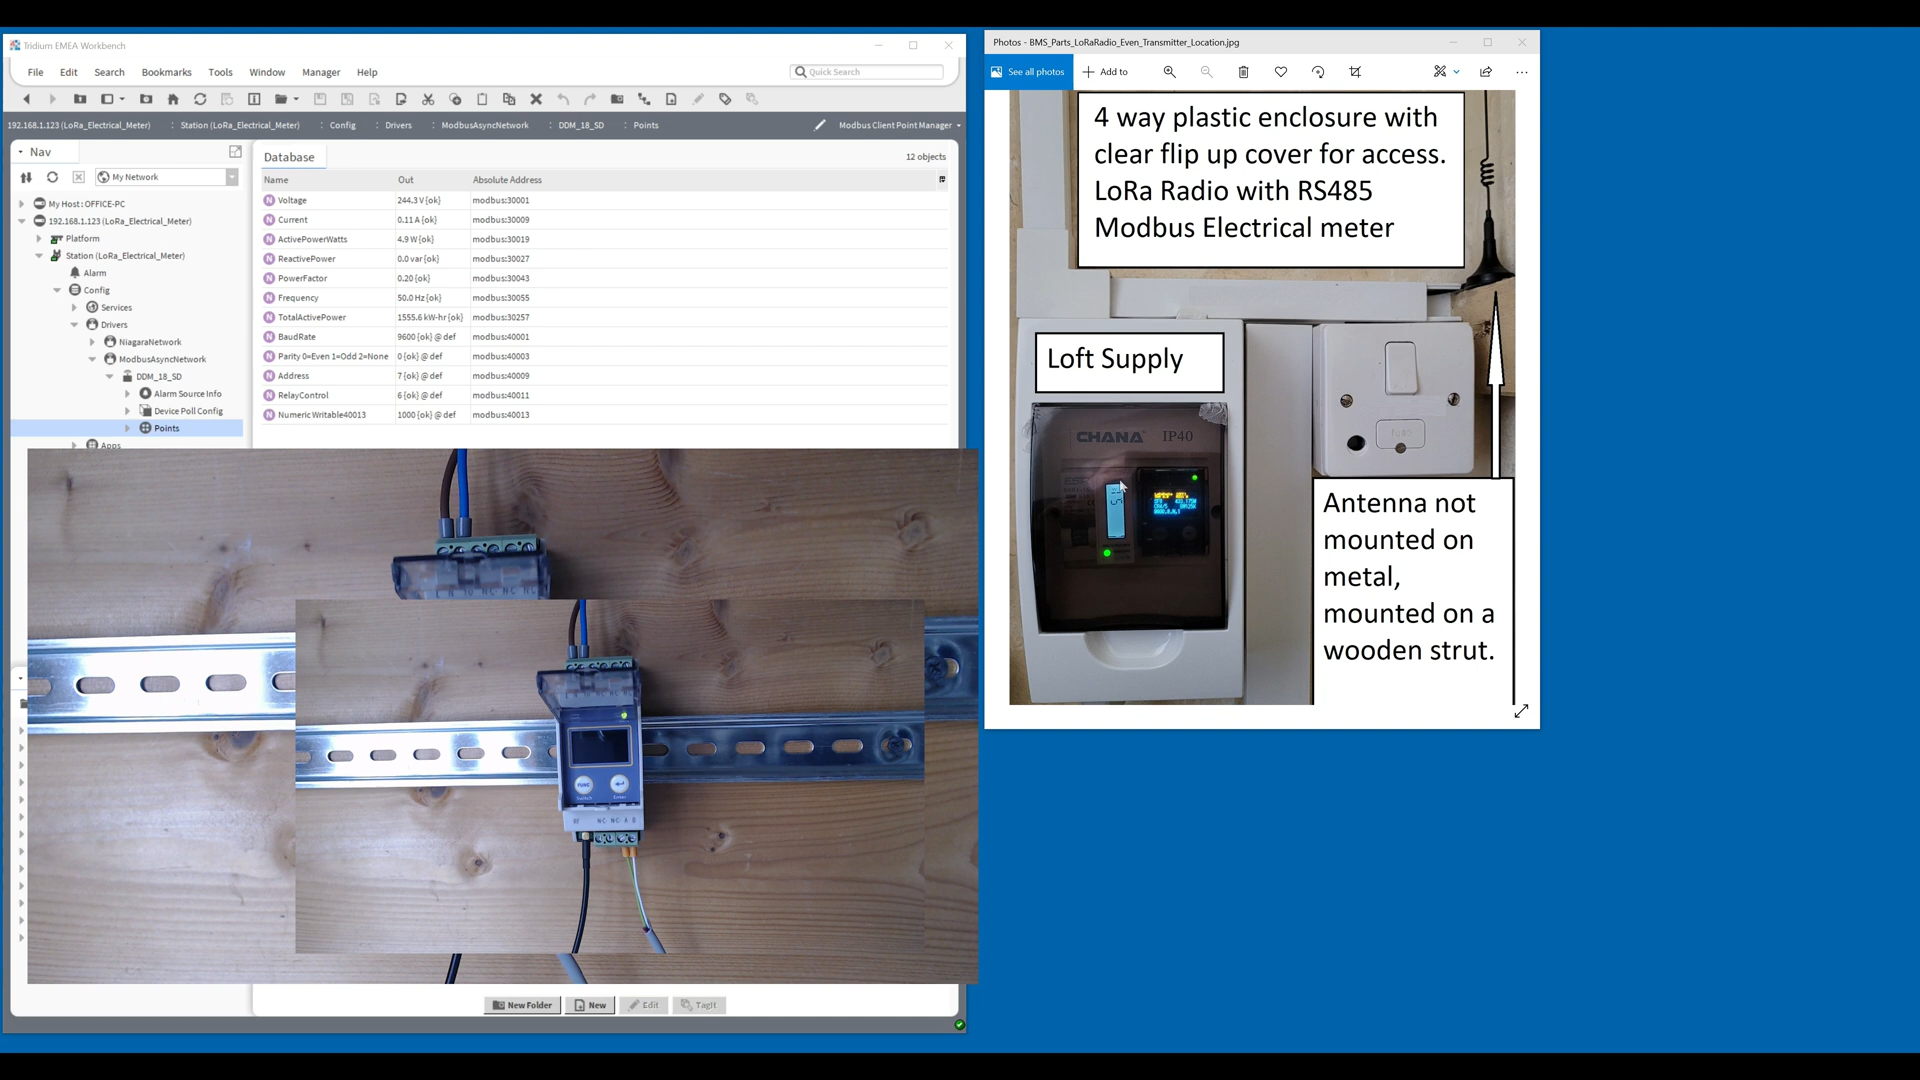 Tridium EMEA Workbench
File Edit Search Bookmarks Tools Window Manager Help
Quick Search
192.168.1.123 (LoRa_Electrical_Meter) : Station (LoRa_Electrical_Meter) : Config : Drivers : ModbusAsyncNetwork : DDM_18_SD : Points
Modbus Client Point Manager
Nav
My Network
My Host : OFFICE-PC
192.168.1.123 (LoRa_Electrical_Meter)
Platform
Station (LoRa_Electrical_Meter)
Alarm
Config
Services
Drivers
NiagaraNetwork
ModbusAsyncNetwork
DDM_18_SD
Alarm Source Info
Device Poll Config
Points
Apps
Database
12 objects
Name Out Absolute Address
Voltage 244.3 V {ok} modbus:30001
Current 0.11 A {ok} modbus:30009
ActivePowerWatts 4.9 W {ok} modbus:30019
ReactivePower 0.0 var {ok} modbus:30027
PowerFactor 0.20 {ok} modbus:30043
Frequency 50.0 Hz {ok} modbus:30055
TotalActivePower 1555.6 kW-hr {ok} modbus:30257
BaudRate 9600 {ok} @ def modbus:40001
Parity 0=Even 1=Odd 2=None 0 {ok} @ def modbus:40003
Address 7 {ok} @ def modbus:40009
RelayControl 6 {ok} @ def modbus:40011
NumericWritable40013 1000 {ok} @ def modbus:40013
FUNC
Switch Enter
RF NC NC A B
New Folder New Edit TagIt
Photos - BMS_Parts_LoRaRadio_Even_Transmitter_Location.jpg
See all photos Add to
4 way plastic enclosure with
clear flip up cover for access.
LoRa Radio with RS485
Modbus Electrical meter
Loft Supply
CHANA IP40
Antenna not
mounted on
metal,
mounted on a
wooden strut.